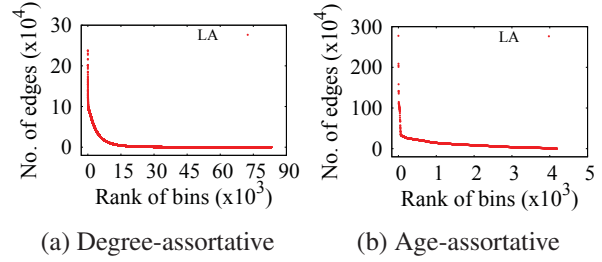 No. of edges (x10^4)
30
20
10
0
LA
0 15 30 45 60 75 90
Rank of bins (x10^3)
(a) Degree-assortative
No. of edges (x10^4)
300
200
100
0
LA
0 1 2 3 4 5
Rank of bins (x10^3)
(b) Age-assortative